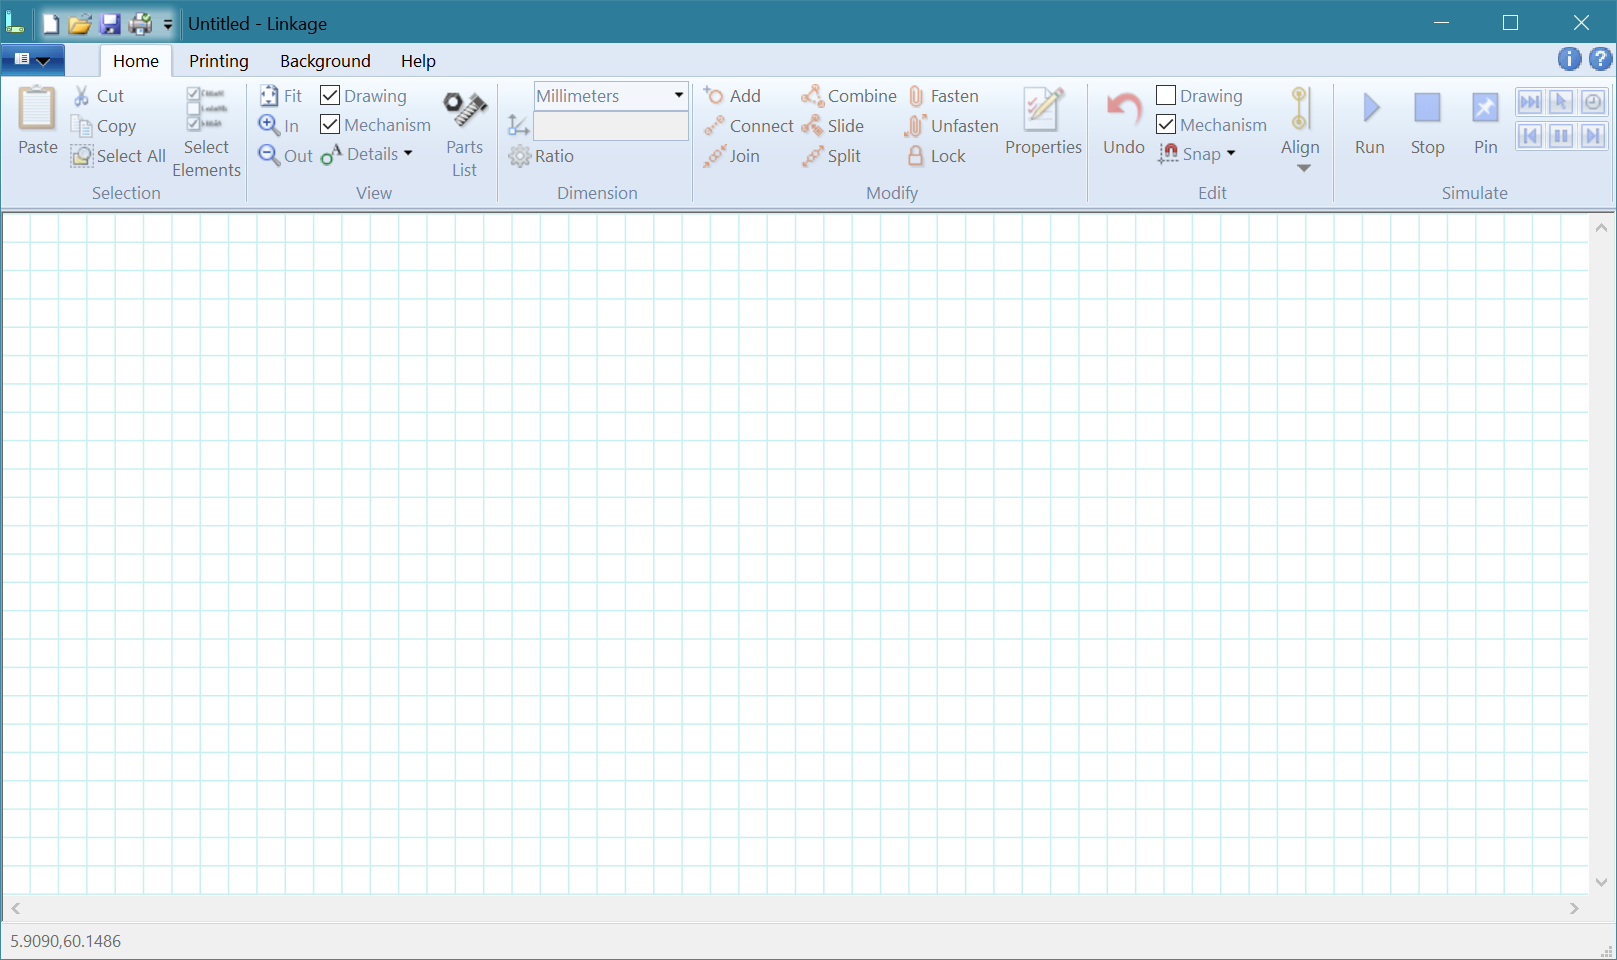 Untitled - Linkage
Home Printing Background Help
Paste
Cut
Copy
Select All
Select
Elements
Selection
Fit
In
Out
Drawing
Mechanism
Details
Parts
List
View
Millimeters
Ratio
Dimension
Add
Connect
Join
Combine
Slide
Split
Fasten
Unfasten
Lock
Properties
Modify
Undo
Drawing
Mechanism
Snap
Align
Edit
Run
Stop
Pin
Simulate
5.9090,60.1486